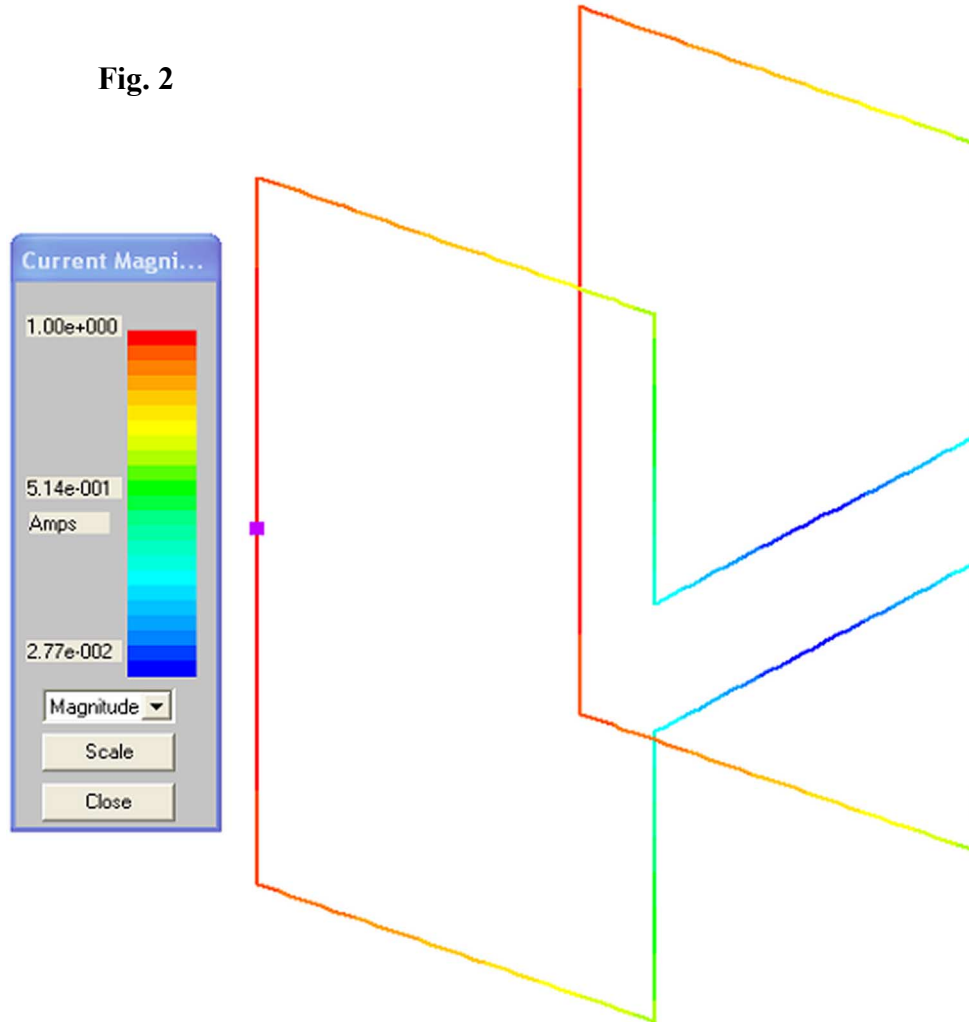 Fig. 2
Current Magni...
1.00e+000
5.14e-001
Amps
2.77e-002
Magnitude
Scale
Close